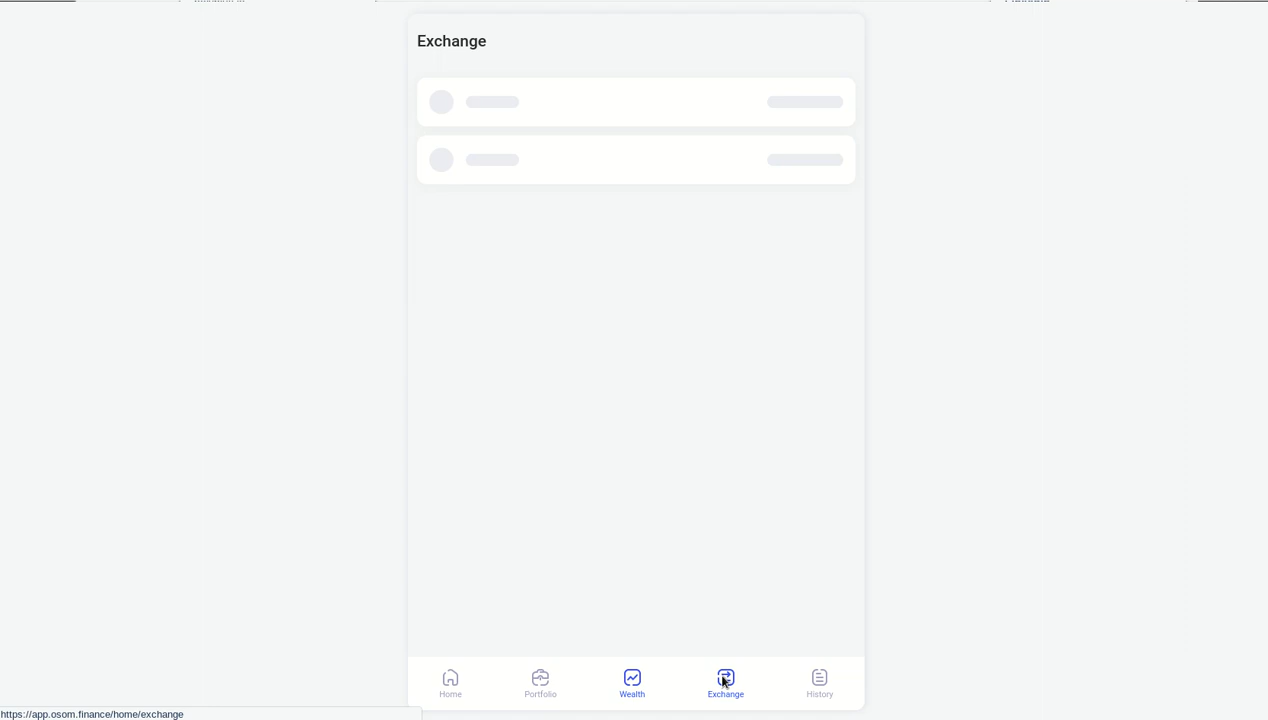 Exchange
Home
Portfolio
Wealth
Exchange
History
https://app.osom.finance/home/exchange